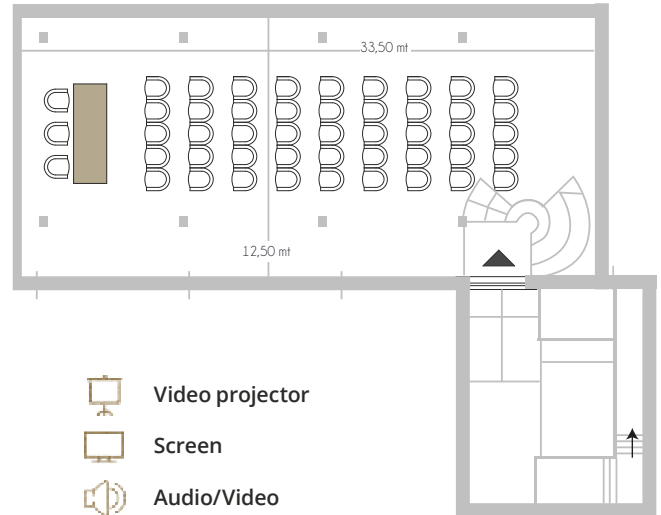 33,50 mt
12,50 mt
Video projector
Screen
Audio/Video